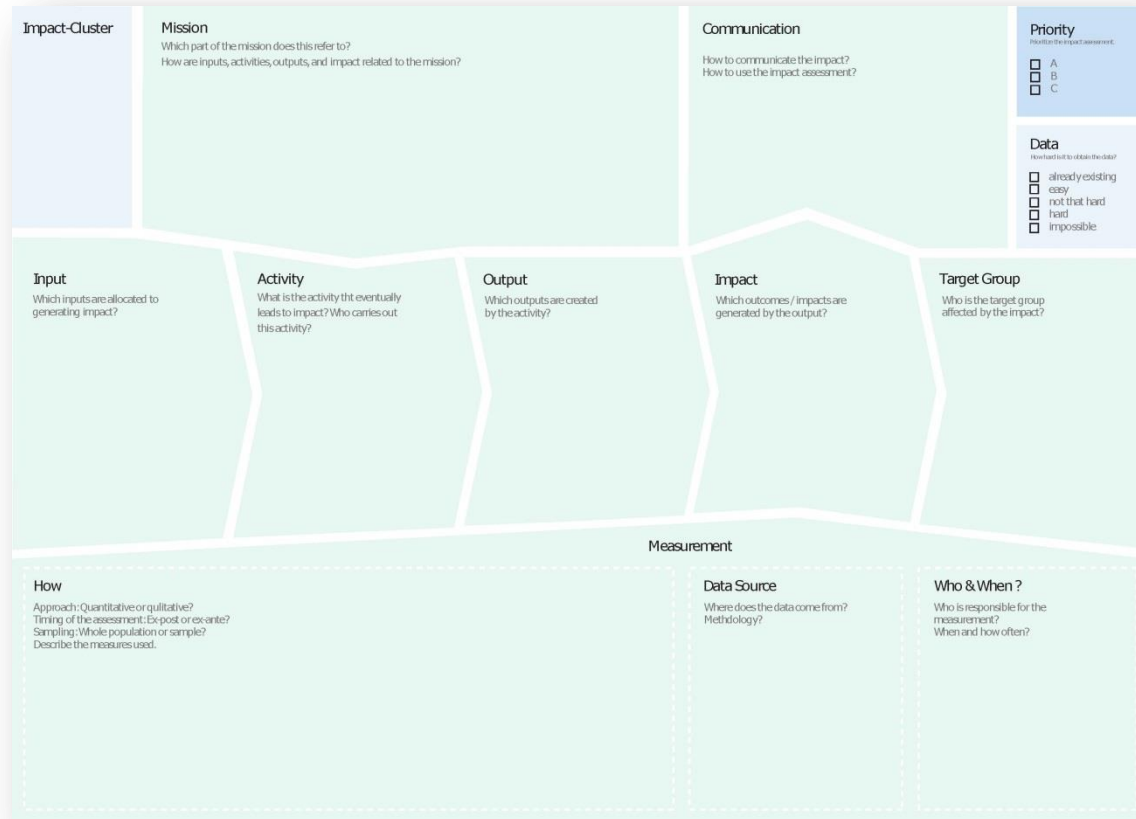 Impact-Cluster
Mission
Which part of the mission does this refer to?
How are inputs, activities, outputs, and impact related to the mission?
Communication
How to communicate the impact?
How to use the impact assessment?
Priority
Prioritize the impact assessment.
A
B
C
Data
How hard is it to obtain the data?
already existing
easy
not that hard
hard
impossible
Input
Which inputs are allocated to
generating impact?
Activity
What is the activity tht eventually
leads to impact? Who carries out
this activity?
Output
Which outputs are created
by the activity?
Impact
Which outcomes / impacts are
generated by the output?
Target Group
Who is the target group
affected by the impact?
Measurement
How
Approach: Quantitative or qulitative?
Timing of the assessment: Ex-post or ex-ante?
Sampling: Whole population or sample?
Describe the measures used.
Data Source
Where does the data come from?
Methdology?
Who & When ?
Who is responsible for the
measurement?
When and how often?